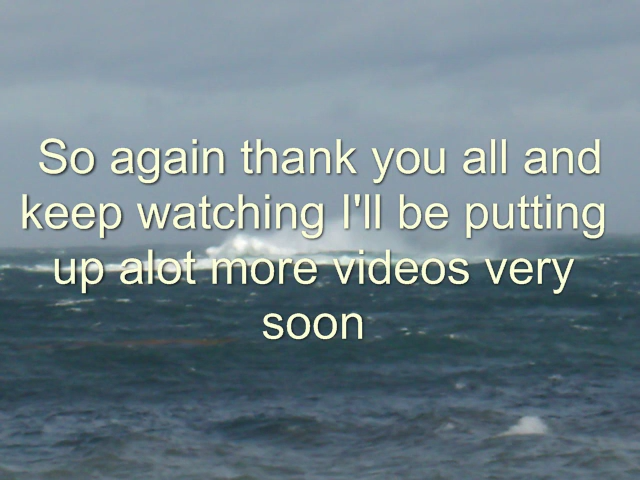 So again thank you all and
keep watching I'll be putting
up alot more videos very
soon